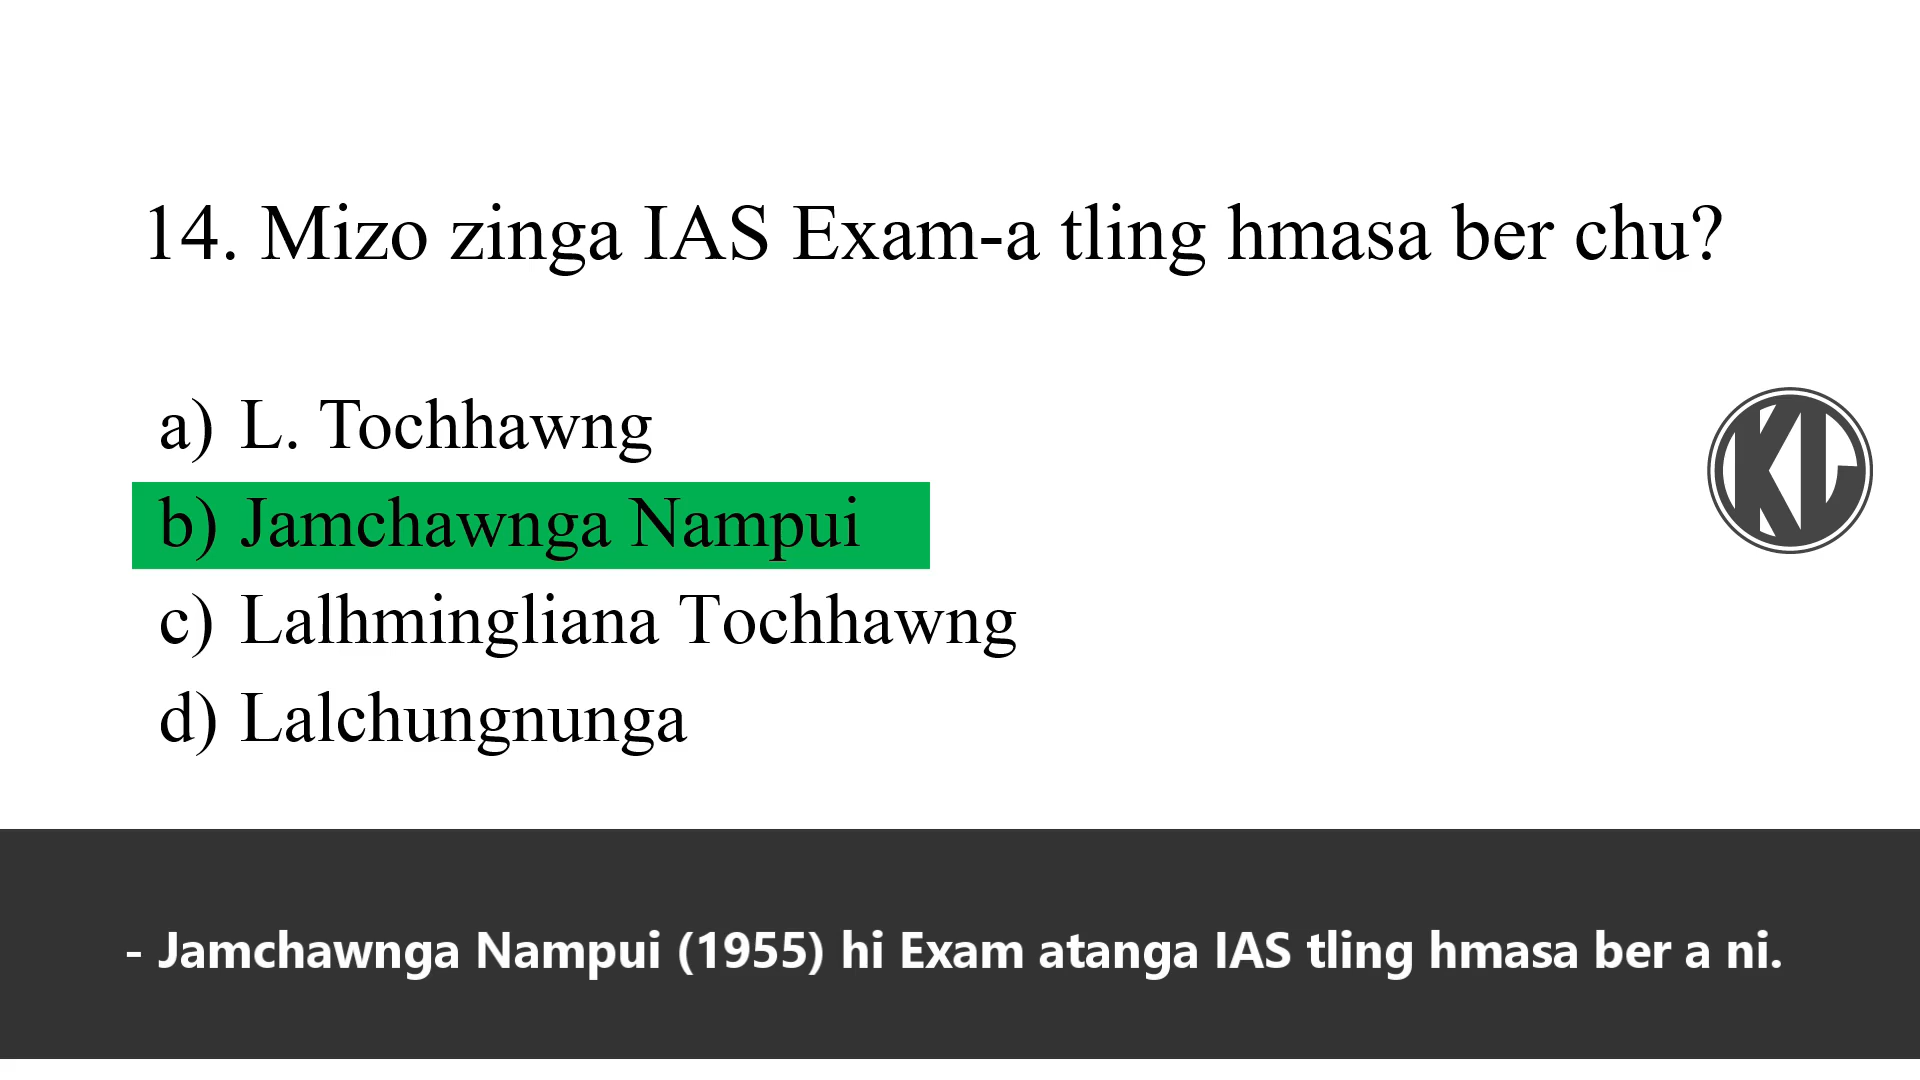 14. Mizo zinga IAS Exam-a tling hmasa ber chu?
a) L. Tochhawng
b) Jamchawnga Nampui
c) Lalhmingliana Tochhawng
d) Lalchungnunga
KL
- Jamchawnga Nampui (1955) hi Exam atanga IAS tling hmasa ber a ni.